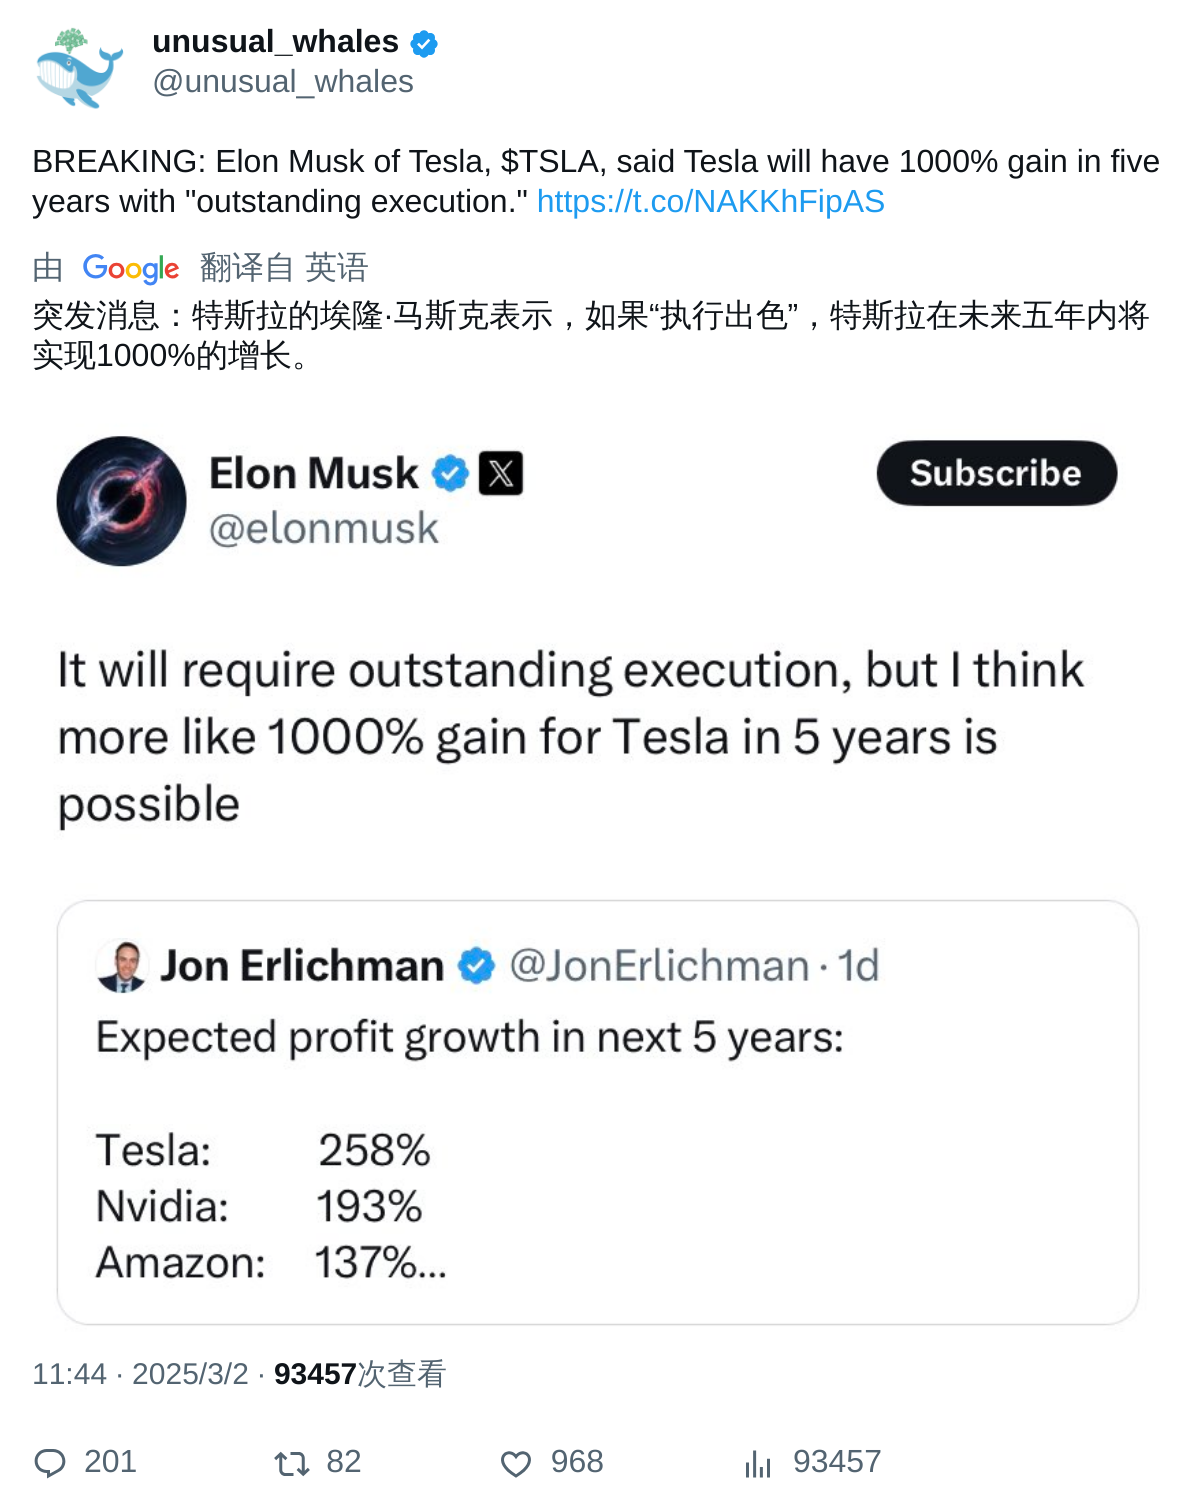 unusual_whales
@unusual_whales
BREAKING: Elon Musk of Tesla, $TSLA, said Tesla will have 1000% gain in five
years with "outstanding execution." https://t.co/NAKKhFipAS
由 Google 翻译自 英语
突发消息：特斯拉的埃隆·马斯克表示，如果“执行出色”，特斯拉在未来五年内将
实现1000%的增长。
Elon Musk
Subscribe
@elonmusk
It will require outstanding execution, but I think
more like 1000% gain for Tesla in 5 years is
possible
Jon Erlichman @JonErlichman · 1d
Expected profit growth in next 5 years:
Tesla: 258%
Nvidia: 193%
Amazon: 137%...
11:44 · 2025/3/2 · 93457次查看
201 82 968 93457